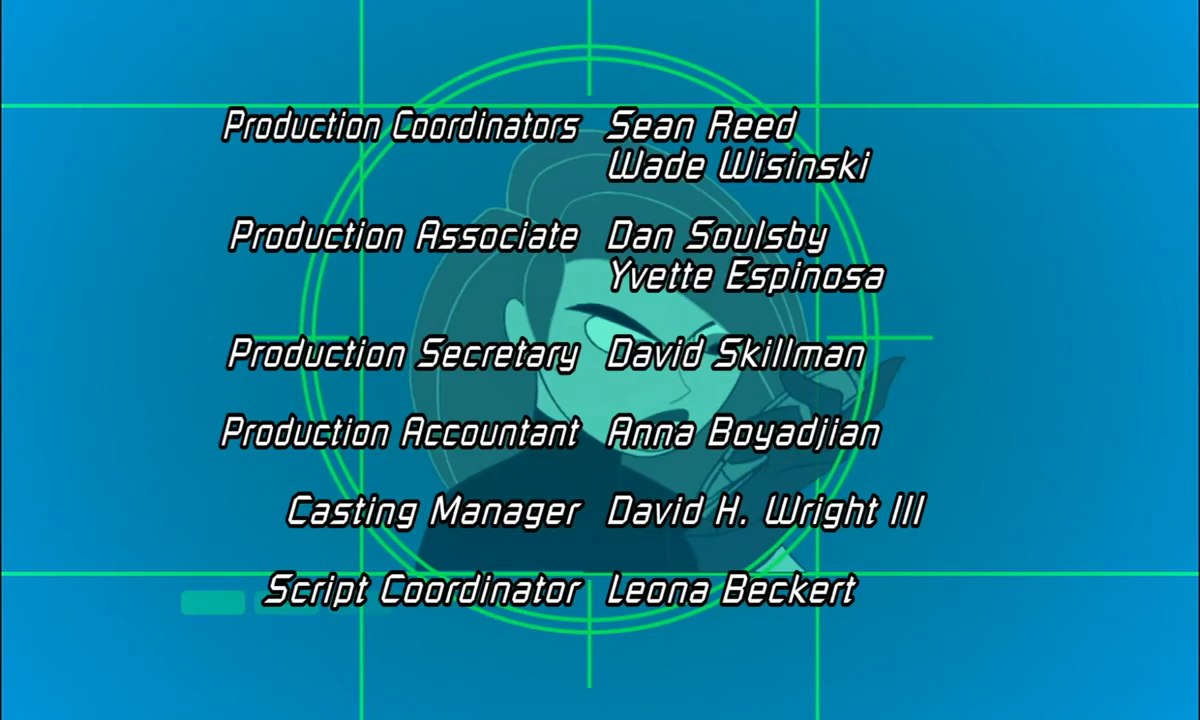 Production Coordinators Sean Reed
Wade Wisinski
Production Associate Dan Soulsby
Yvette Espinosa
Production Secretary David Skillman
Production Accountant Anna Boyadjian
Casting Manager David H. Wright III
Script Coordinator Leona Beckert